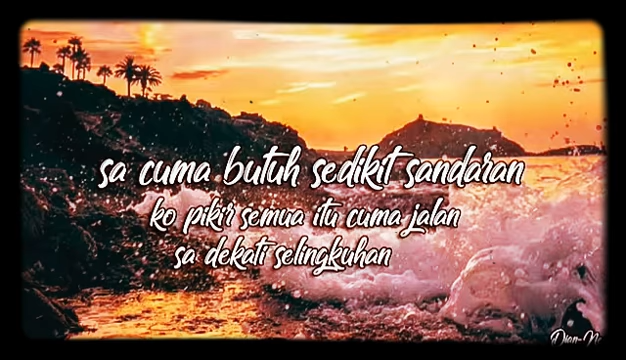 sa cuma butuh sedikit sandaran
ko pikir semua itu cuma jalan
sa dekati selingkuhan